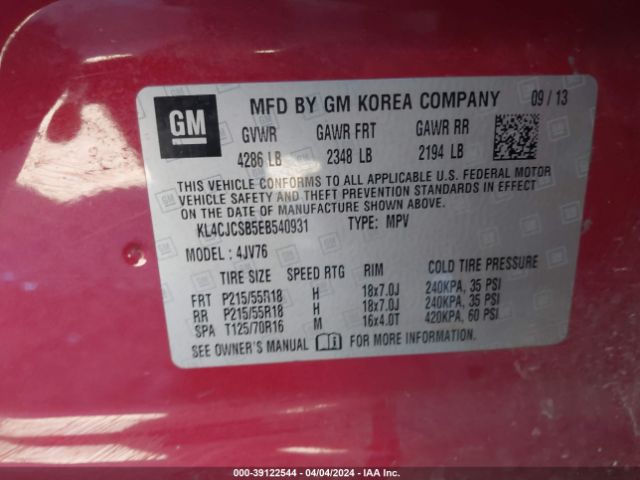 GM
MFD BY GM KOREA COMPANY 09/13
GVWR GAWR FRT GAWR RR
4286 LB 2348 LB 2194 LB
THIS VEHICLE CONFORMS TO ALL APPLICABLE U.S. FEDERAL MOTOR
VEHICLE SAFETY AND THEFT PREVENTION STANDARDS IN EFFECT
ON THE DATE OF MANUFACTURE SHOWN ABOVE.
KL4CJCSB5EB540931 TYPE: MPV
MODEL: 4JV76
TIRE SIZE SPEED RTG RIM COLD TIRE PRESSURE
FRT P215/55R18 H 18x7.0J 240KPA, 35 PSI
RR P215/55R18 H 18x7.0J 240KPA, 35 PSI
SPA T125/70R16 M 16x4.0T 420KPA, 60 PSI
SEE OWNER'S MANUAL FOR MORE INFORMATION.
000-39122544 - 04/04/2024 - IAA Inc.